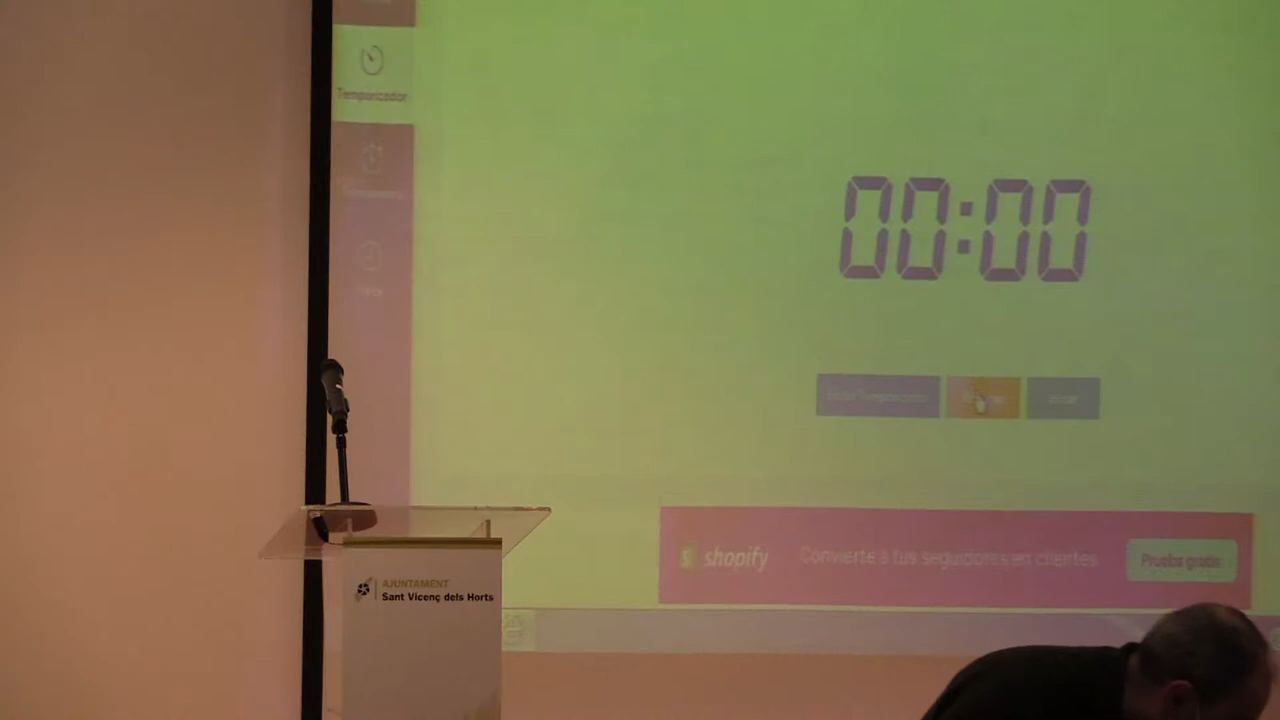 Temporizador
00:00
shopify
Convierte a tus seguidores en clientes
Prueba gratis
AJUNTAMENT
Sant Vicenç dels Horts